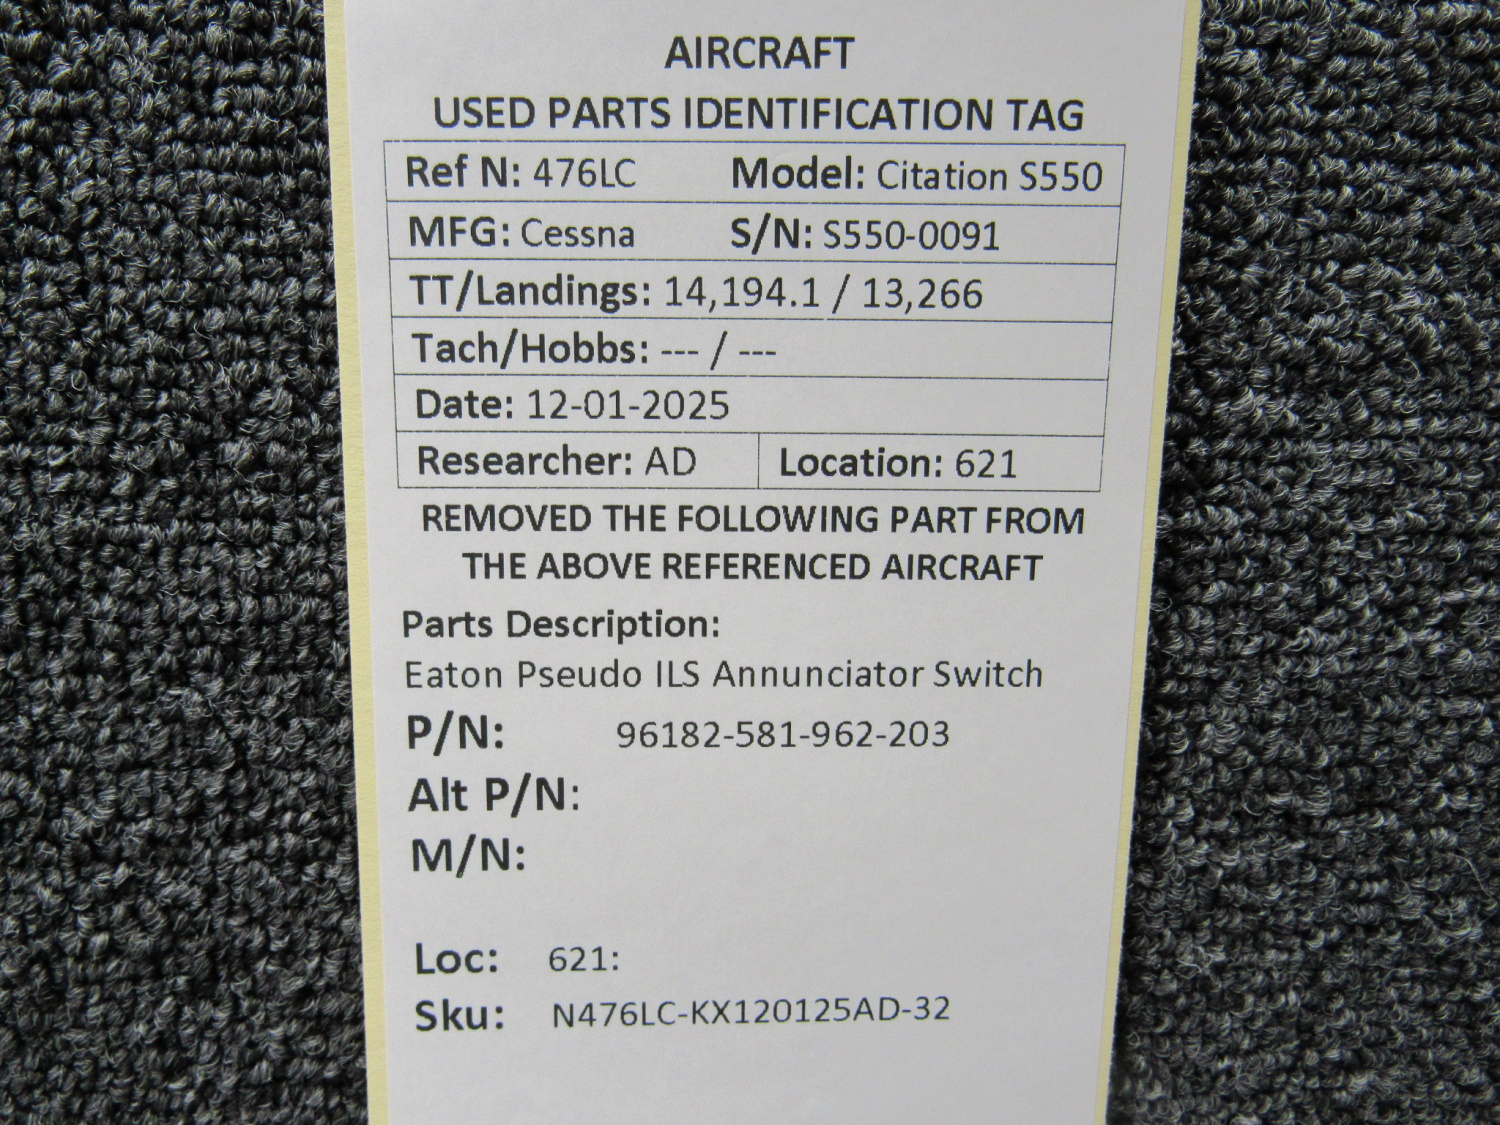 AIRCRAFT
USED PARTS IDENTIFICATION TAG
Ref N: 476LC Model: Citation S550
MFG: Cessna S/N: S550-0091
TT/Landings: 14,194.1 / 13,266
Tach/Hobbs: --- / ---
Date: 12-01-2025
Researcher: AD Location: 621
REMOVED THE FOLLOWING PART FROM
THE ABOVE REFERENCED AIRCRAFT
Parts Description:
Eaton Pseudo ILS Annunciator Switch
P/N: 96182-581-962-203
Alt P/N:
M/N:
Loc: 621:
Sku: N476LC-KX120125AD-32